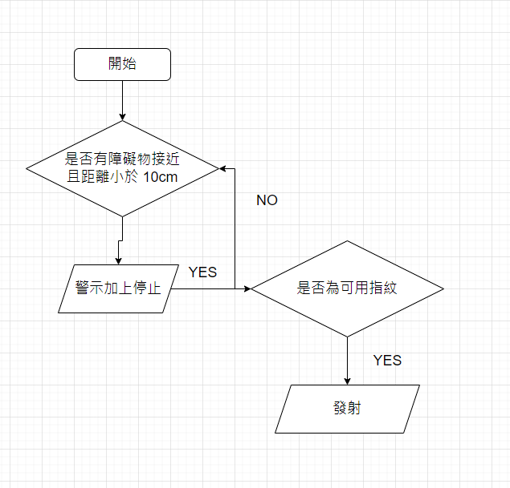 開始
是否有障礙物接近
且距離小於 10cm
NO
YES
警示加上停止
是否為可用指紋
YES
發射